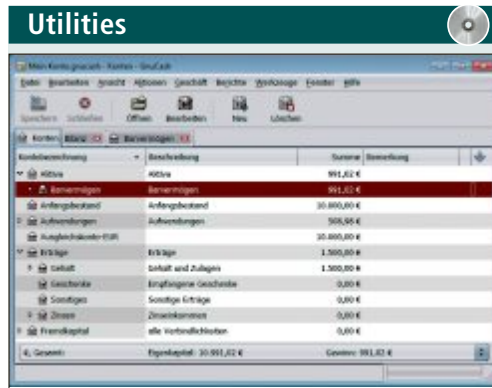 Utilities
Mein Konto.gnucash - Konten - GnuCash
Datei Bearbeiten Ansicht Aktionen Geschäft Berichte Werkzeuge Fenster Hilfe
Speichern Schließen Öffnen Bearbeiten Neu Löschen
Konten Bilanz Barvermögen
Kontobezeichnung Beschreibung Summe Bemerkung
Aktiva Aktiva 991,02 €
Barvermögen Barvermögen 991,02 €
Anfangsbestand 10.000,00 €
Aufwendungen Aufwendungen 508,98 €
Ausgleichskonto-EUR 10.000,00 €
Erträge Erträge 1.500,00 €
Gehalt Gehalt und Zulagen 1.500,00 €
Geschenke Empfangene Geschenke 0,00 €
Sonstiges Sonstige Erträge 0,00 €
Zinsen Zinseinkommen 0,00 €
Fremdkapital alle Verbindlichkeiten 0,00 €
€, Gesamt: Eigenkapital: 10.991,02 € Gewinn: 991,02 €